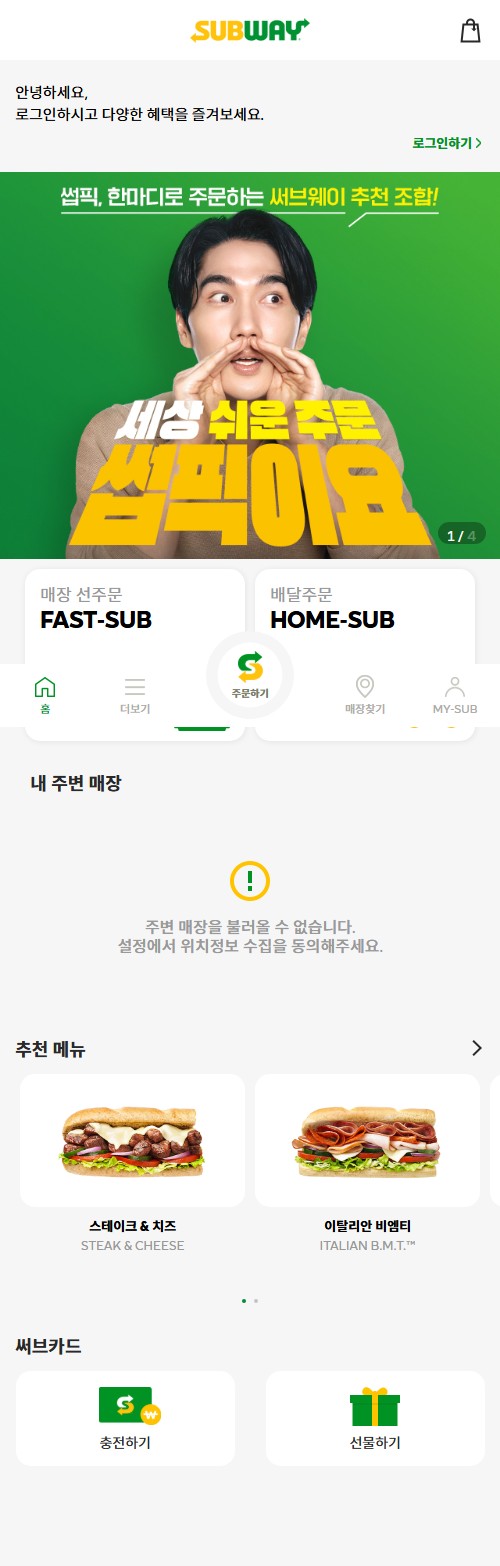 SUBWAY
안녕하세요,
로그인하시고 다양한 혜택을 즐겨보세요.
로그인하기
썹픽, 한마디로 주문하는 써브웨이 추천 조합!
세상 쉬운 주문
썹픽이요
1 / 4
매장 선주문
FAST-SUB
배달주문
HOME-SUB
홈
더보기
주문하기
매장찾기
MY-SUB
내 주변 매장
주변 매장을 불러올 수 없습니다.
설정에서 위치정보 수집을 동의해주세요.
추천 메뉴
스테이크 & 치즈
STEAK & CHEESE
이탈리안 비엠티
ITALIAN B.M.T.™
써브카드
충전하기
선물하기